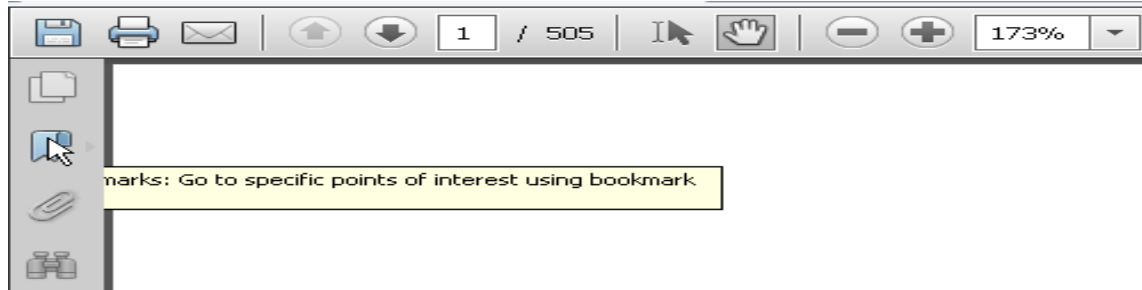 1 / 505 173%
marks: Go to specific points of interest using bookmark